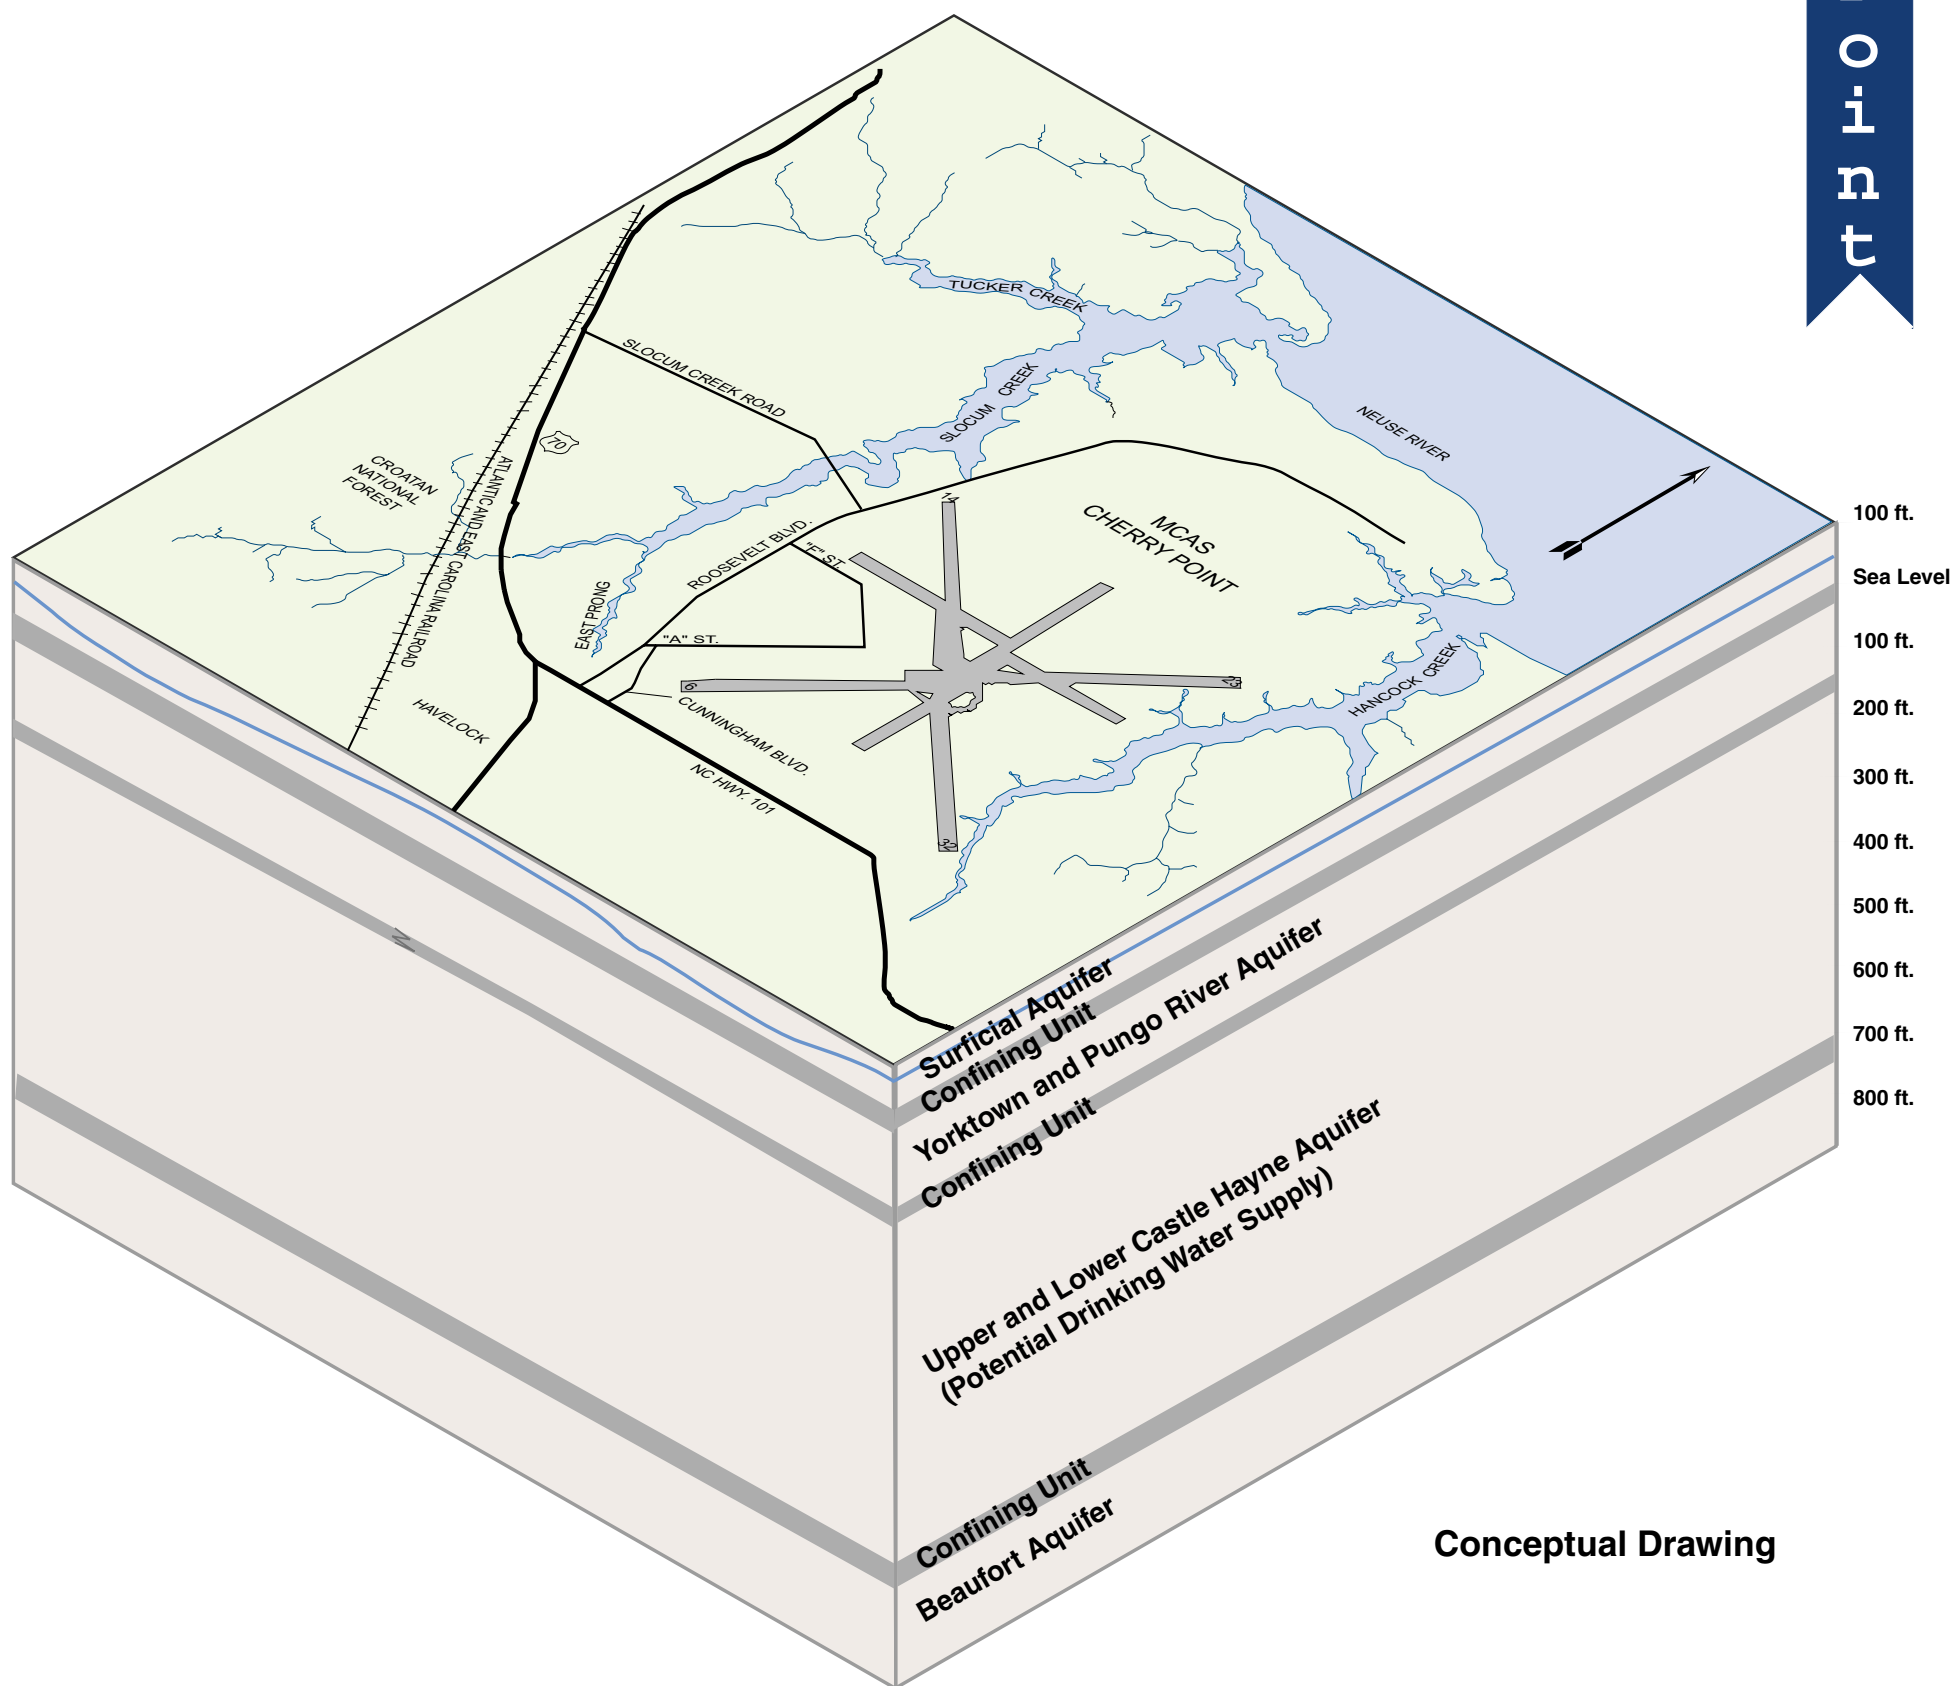 o
i
n
t
TUCKER CREEK
SLOCUM CREEK ROAD
SLOCUM CREEK
NEUSE RIVER
70
CROATAN
NATIONAL
FOREST
ATLANTIC AND EAST CAROLINA RAILROAD
14
MCAS
CHERRY POINT
ROOSEVELT BLVD.
"F" ST.
EAST PRONG
"A" ST.
6
23
HANCOCK CREEK
HAVELOCK
CUNNINGHAM BLVD.
NC HWY. 101
32
N
100 ft.
Sea Level
100 ft.
200 ft.
300 ft.
400 ft.
500 ft.
600 ft.
700 ft.
800 ft.
Surficial Aquifer
Confining Unit
Yorktown and Pungo River Aquifer
Confining Unit
Upper and Lower Castle Hayne Aquifer
(Potential Drinking Water Supply)
Confining Unit
Beaufort Aquifer
Conceptual Drawing